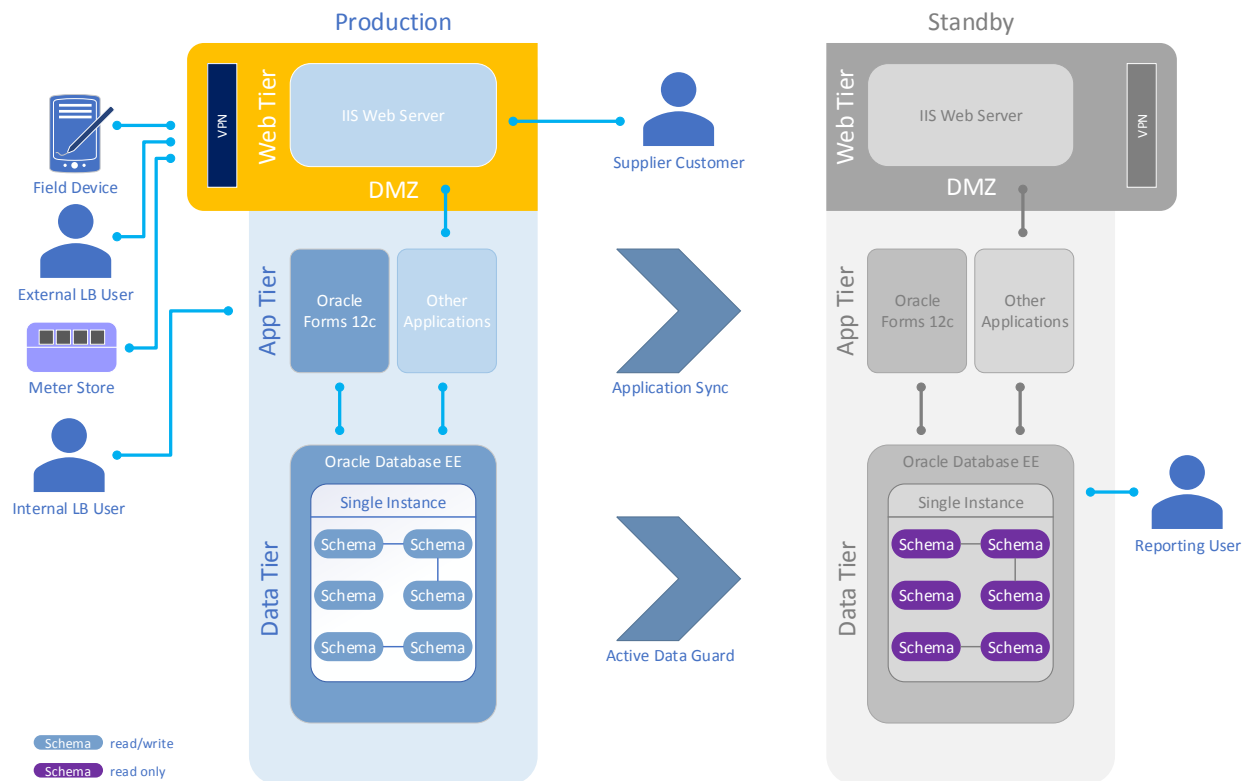 Production
Standby
VPN
Web Tier
IIS Web Server
DMZ
Field Device
External LB User
Meter Store
Internal LB User
Supplier Customer
App Tier
Oracle
Forms 12c
Other
Applications
Application Sync
Data Tier
Oracle Database EE
Single Instance
Schema
Schema
Schema
Schema
Schema
Schema
Active Data Guard
Web Tier
IIS Web Server
VPN
DMZ
App Tier
Oracle
Forms 12c
Other
Applications
Data Tier
Oracle Database EE
Single Instance
Schema
Schema
Schema
Schema
Schema
Schema
Reporting User
Schema read/write
Schema read only